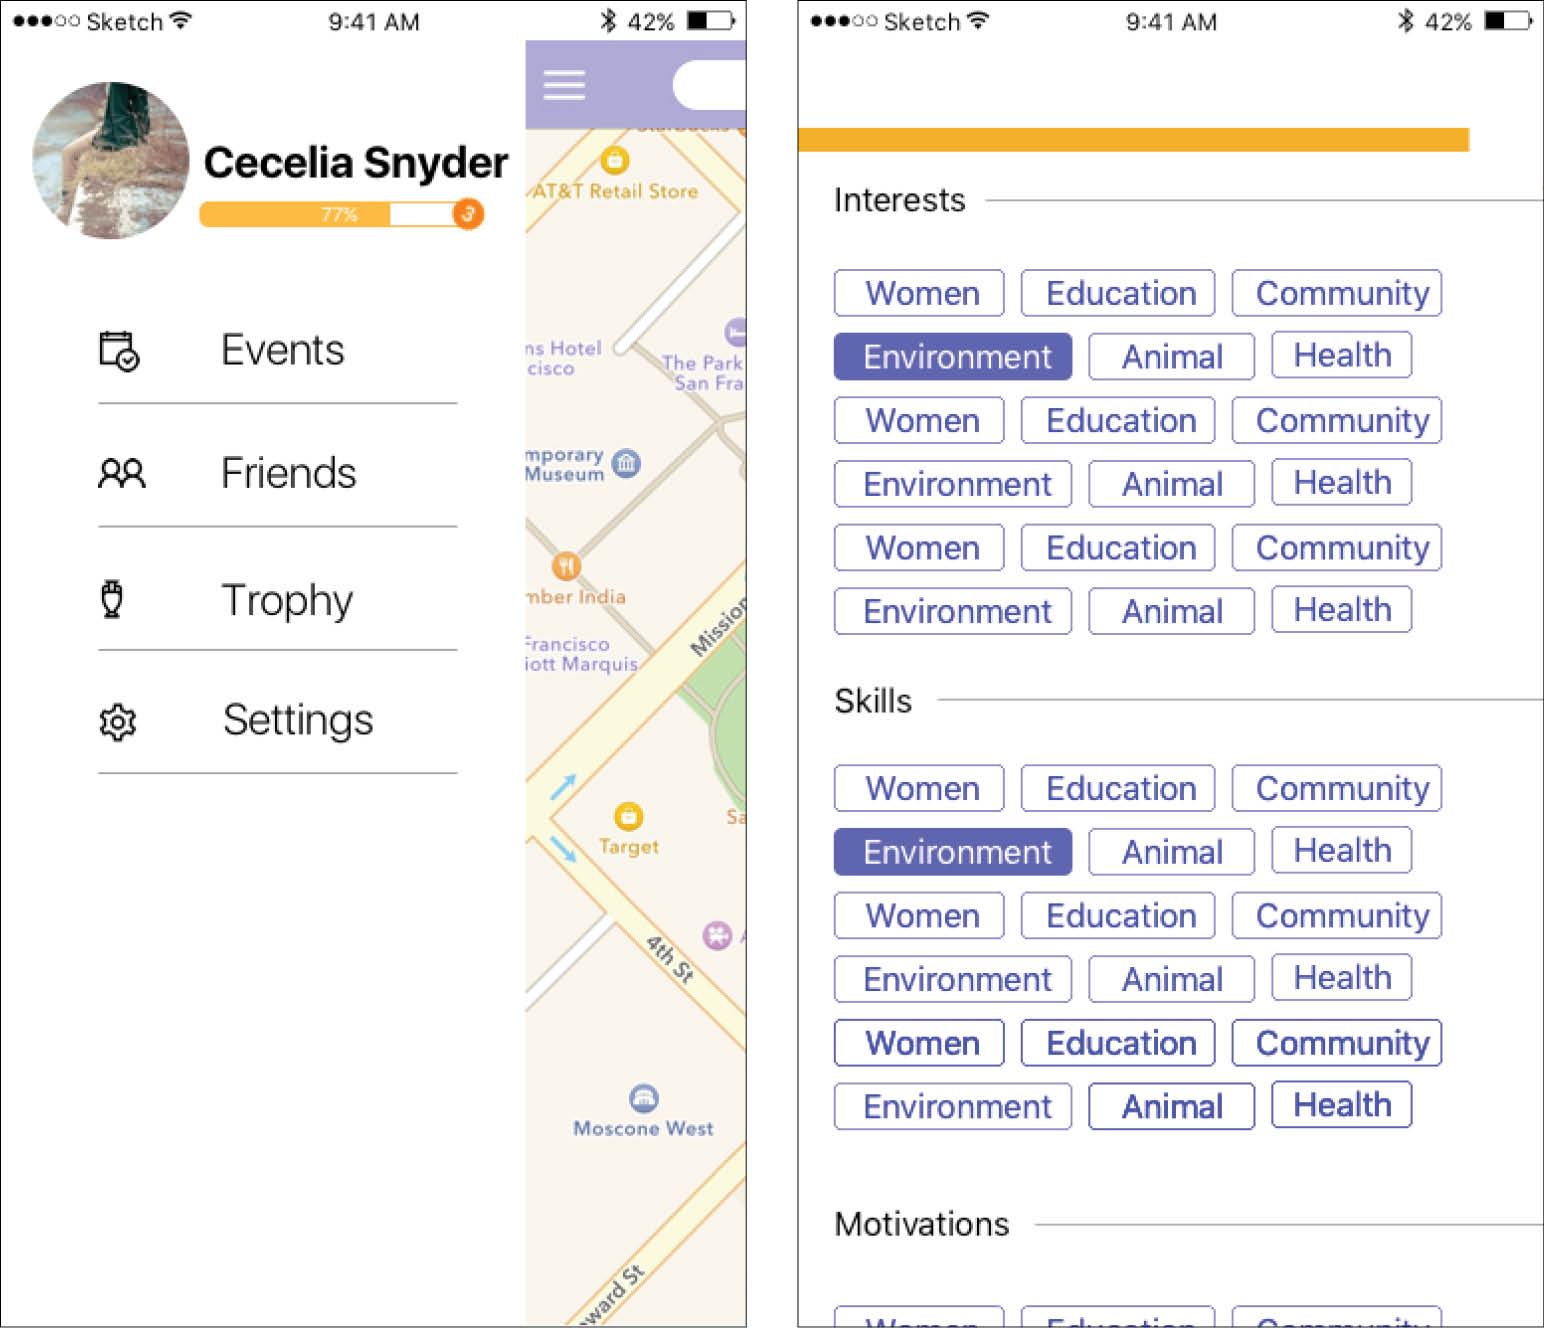 Sketch 9:41 AM 42%
Cecelia Snyder
77% 3
Events
Friends
Trophy
Settings
AT&T Retail Store
ns Hotel
cisco
The Park
San Fra
mporary
Museum
mber India
Francisco
iott Marquis
Mission
Target
Sa
4th St
Moscone West
ward St
Sketch 9:41 AM 42%
Interests
Women Education Community
Environment Animal Health
Women Education Community
Environment Animal Health
Women Education Community
Environment Animal Health
Skills
Women Education Community
Environment Animal Health
Women Education Community
Environment Animal Health
Women Education Community
Environment Animal Health
Motivations
Women Education Community